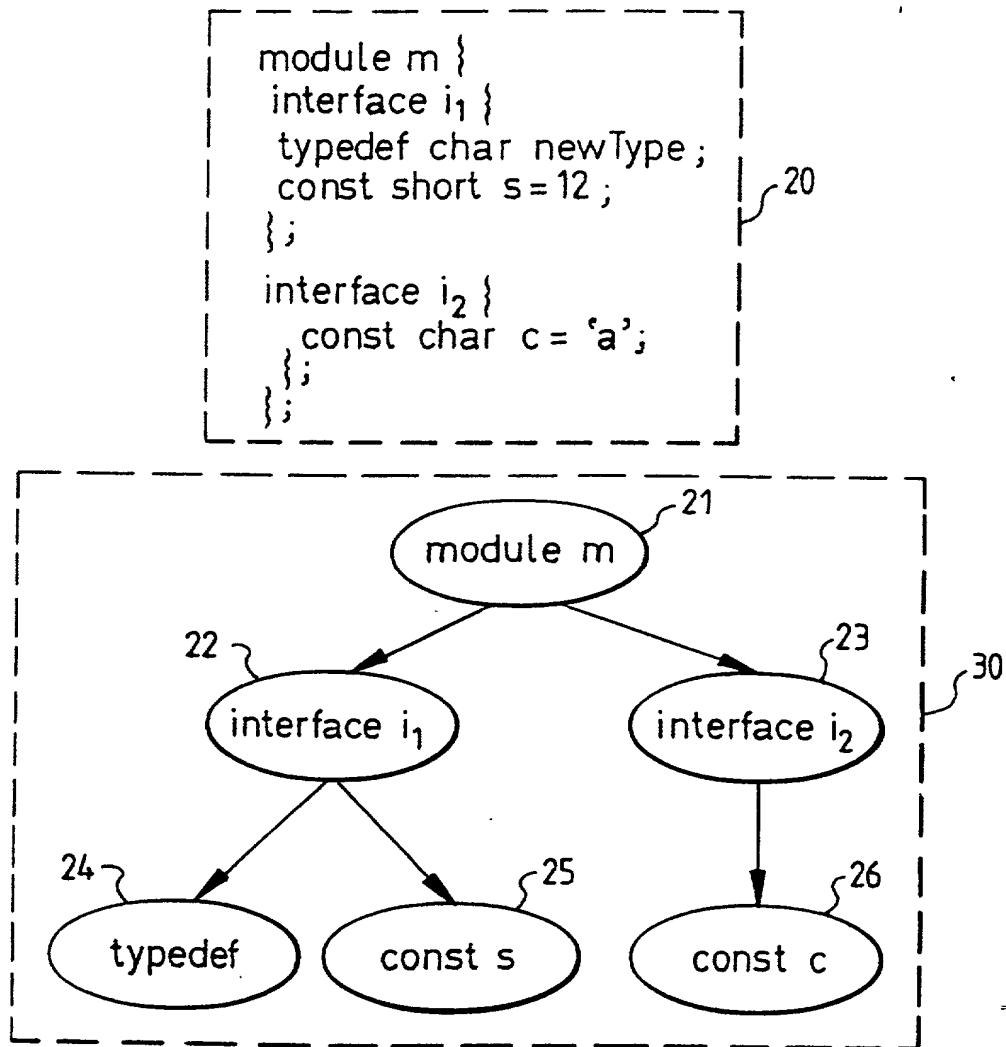 module m {
interface i₁ {
typedef char newType;
const short s=12;
};
interface i₂ {
const char c= ‘a’;
};
};
20
21
module m
22
23
30
interface i₁
interface i₂
24
25
26
typedef
const s
const c